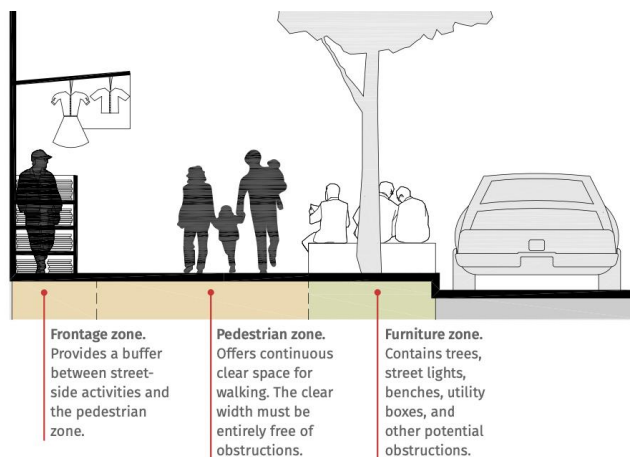 Frontage zone.
Provides a buffer
between street-
side activities and
the pedestrian
zone.
Pedestrian zone.
Offers continuous
clear space for
walking. The clear
width must be
entirely free of
obstructions.
Furniture zone.
Contains trees,
street lights,
benches, utility
boxes, and
other potential
obstructions.